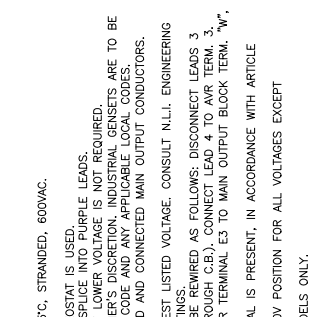 °C, STRANDED, 600VAC.
OSTAT IS USED.
SPLICE INTO PURPLE LEADS.
LOWER VOLTAGE IS NOT REQUIRED.
ER'S DISCRETION. INDUSTRIAL GENSETS ARE TO BE
CODE AND ANY APPLICABLE LOCAL CODES.
D AND CONNECTED MAIN OUTPUT CONDUCTORS.
EST LISTED VOLTAGE. CONSULT N.L.I. ENGINEERING
TINGS.
BE REWIRED AS FOLLOWS: DISCONNECT LEADS 3
ROUGH C.B.). CONNECT LEAD 4 TO AVR TERM. 3.
R TERMINAL E3 TO MAIN OUTPUT BLOCK TERM. "W",
AL IS PRESENT, IN ACCORDANCE WITH ARTICLE
0V POSITION FOR ALL VOLTAGES EXCEPT
DELS ONLY.